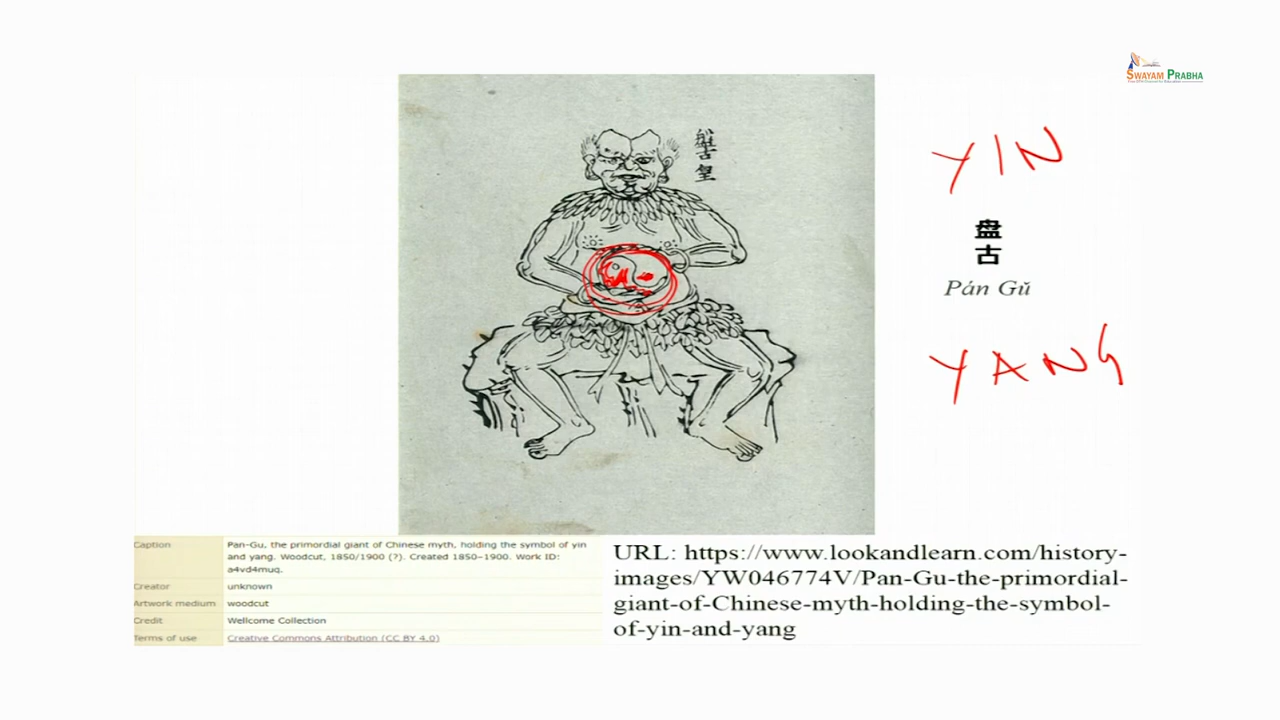 SWAYAM PRABHA
盤古皇
YIN
盘
古
Pán Gǔ
YANG
Caption Pan-Gu, the primordial giant of Chinese myth, holding the symbol of yin
and yang. Woodcut, 1850/1900 (?). Created 1850–1900. Work ID:
a4vd4muq.
Creator unknown
Artwork medium woodcut
Credit Wellcome Collection
Terms of use Creative Commons Attribution (CC BY 4.0)
URL: https://www.lookandlearn.com/history-
images/YW046774V/Pan-Gu-the-primordial-
giant-of-Chinese-myth-holding-the-symbol-
of-yin-and-yang